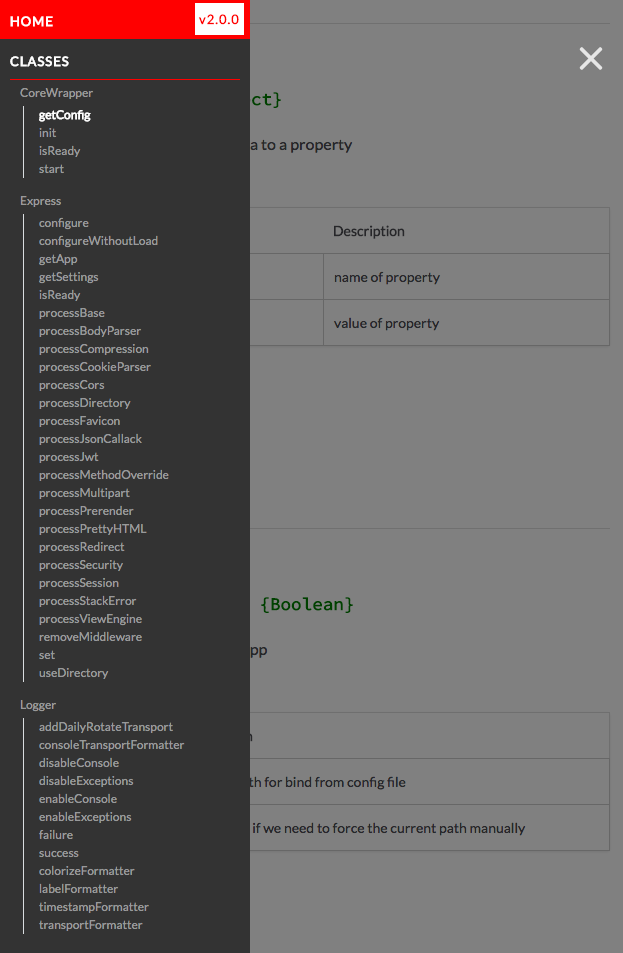 HOME
v2.0.0
CLASSES
CoreWrapper
getConfig
init
isReady
start
Express
configure
configureWithoutLoad
getApp
getSettings
isReady
processBase
processBodyParser
processCompression
processCookieParser
processCors
processDirectory
processFavicon
processJsonCallack
processJwt
processMethodOverride
processMultipart
processPrerender
processPrettyHTML
processRedirect
processSecurity
processSession
processStackError
processViewEngine
removeMiddleware
set
useDirectory
Logger
addDailyRotateTransport
consoleTransportFormatter
disableConsole
disableExceptions
enableConsole
enableExceptions
failure
success
colorizeFormatter
labelFormatter
timestampFormatter
transportFormatter
ct}
a to a property
Description
name of property
value of property
{Boolean}
pp
th for bind from config file
if we need to force the current path manually